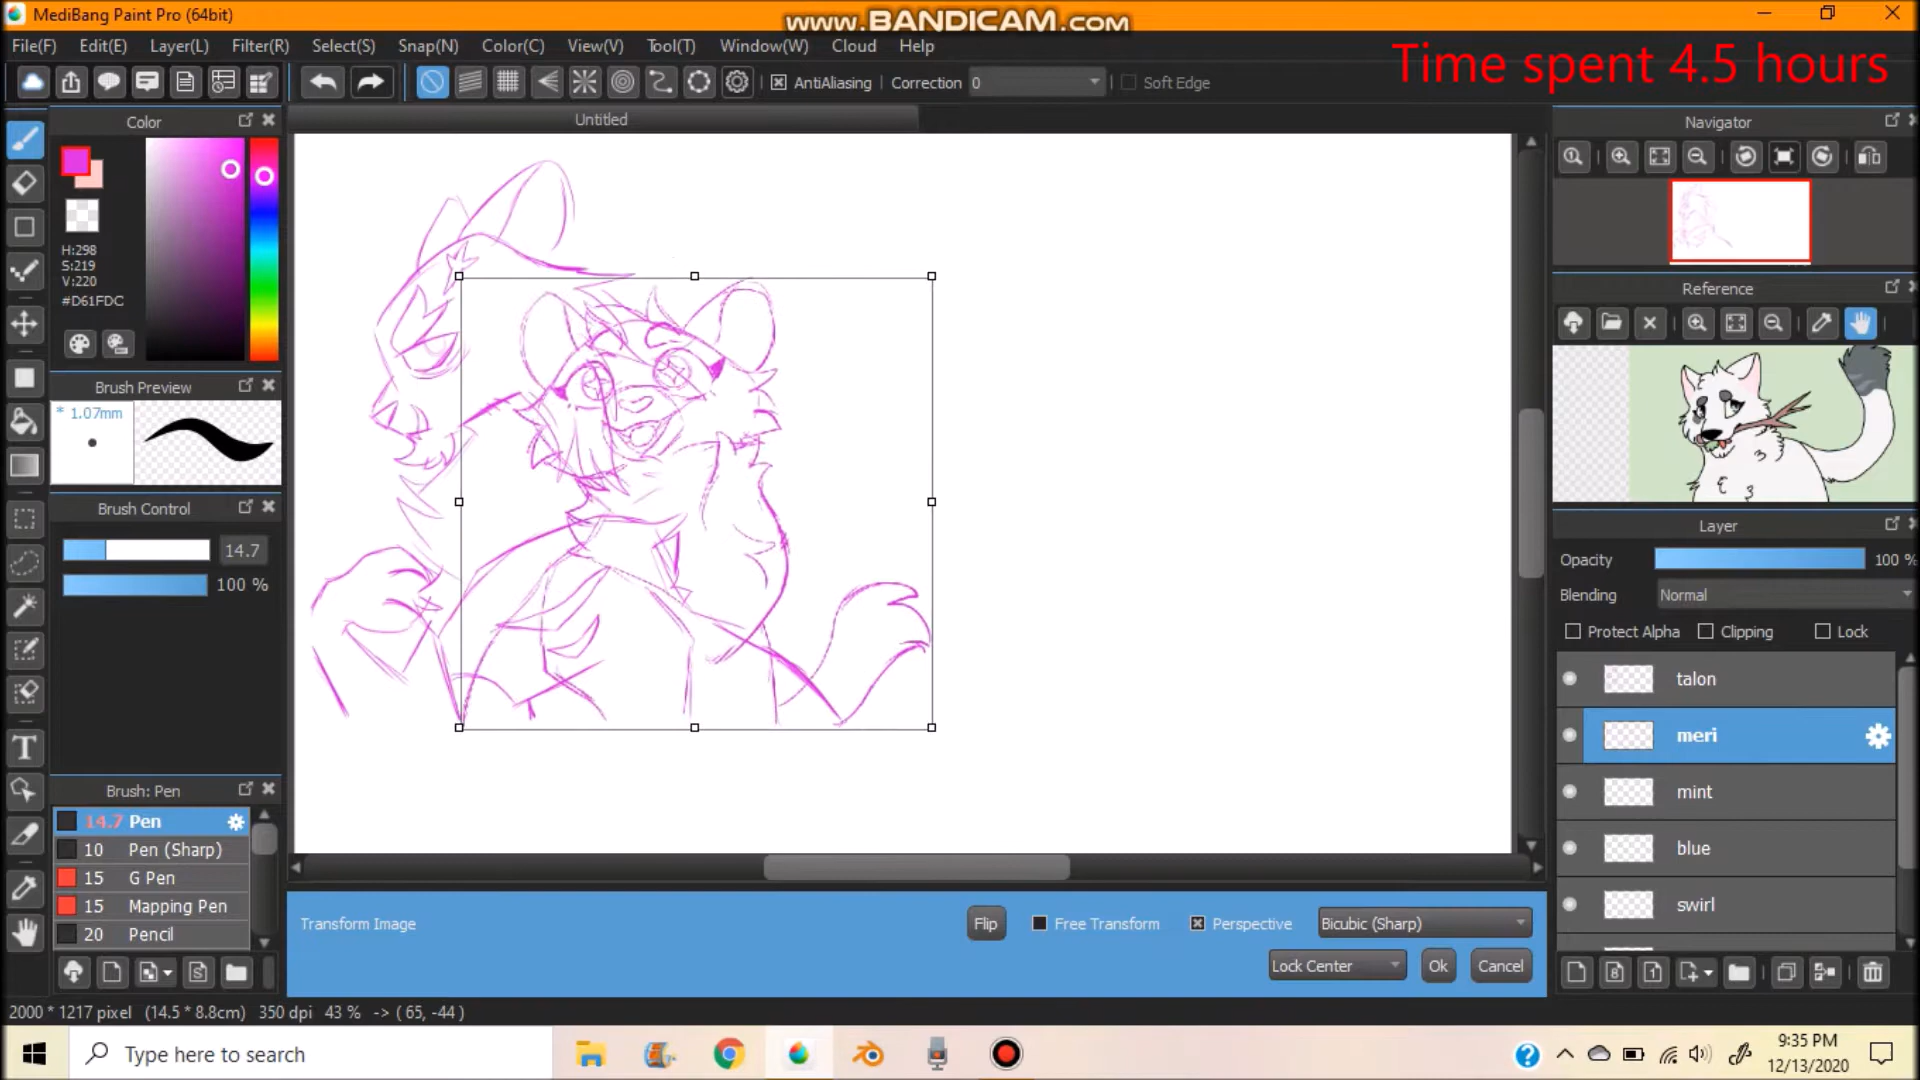 MediBang Paint Pro (64bit)
www.BANDICAM.com
File(F) Edit(E) Layer(L) Filter(R) Select(S) Snap(N) Color(C) View(V) Tool(T) Window(W) Cloud Help
Time spent 4.5 hours
AntiAliasing Correction 0 Soft Edge
Color
Untitled
Navigator
H:298
S:219
V:220
#D61FDC
Reference
Brush Preview
* 1.07mm
Brush Control
14.7
100 %
Layer
Opacity 100 %
Blending Normal
Protect Alpha Clipping Lock
talon
meri
mint
blue
swirl
Brush: Pen
14.7 Pen
10 Pen (Sharp)
15 G Pen
15 Mapping Pen
20 Pencil
Transform Image Flip Free Transform Perspective Bicubic (Sharp)
Lock Center Ok Cancel
2000 * 1217 pixel (14.5 * 8.8cm) 350 dpi 43 % -> ( 65, -44 )
Type here to search
9:35 PM
12/13/2020